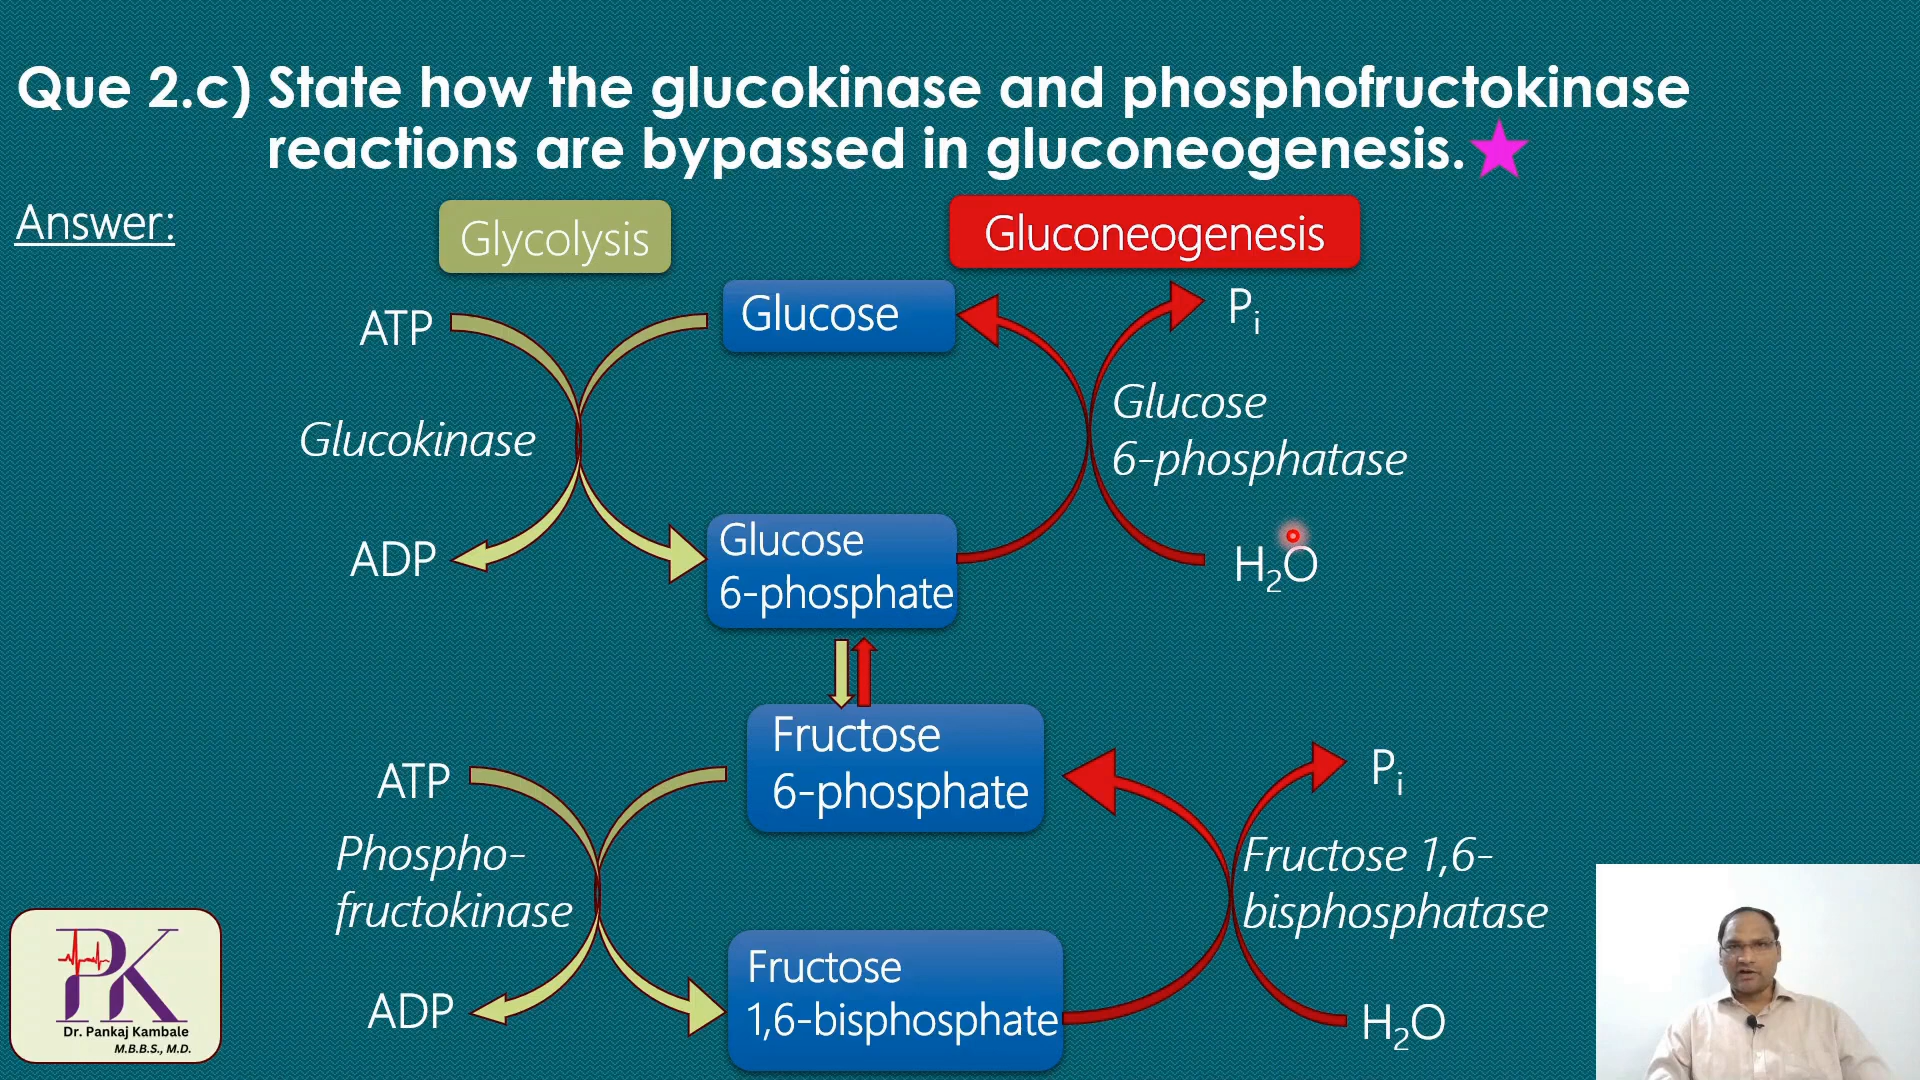 Que 2.c) State how the glucokinase and phosphofructokinase
reactions are bypassed in gluconeogenesis.
Answer:
Glycolysis
Gluconeogenesis
ATP
Glucose
Pi
Glucokinase
Glucose
6-phosphatase
ADP
Glucose
6-phosphate
H2O
Fructose
6-phosphate
ATP
Pi
Phospho-
fructokinase
Fructose 1,6-
bisphosphatase
ADP
Fructose
1,6-bisphosphate
H2O
PK
Dr. Pankaj Kambale
M.B.B.S., M.D.